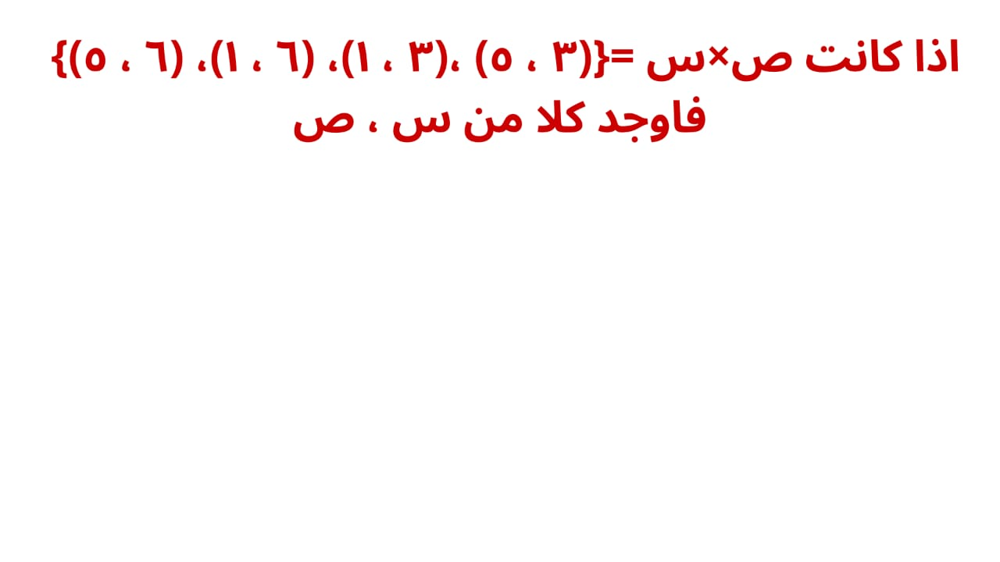 اذا كانت ص×س ={(٣ ، ٥) ،(٣ ، ١)، (٦ ، ١)، (٦ ، ٥)}
فاوجد كلا من س ، ص